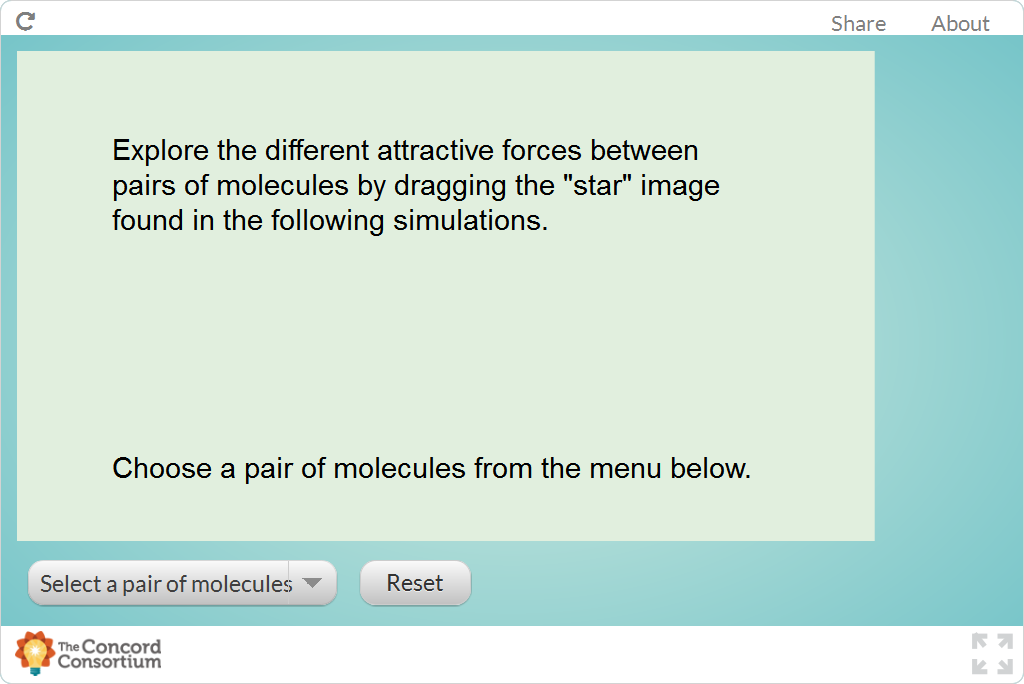 Share About
Explore the different attractive forces between
pairs of molecules by dragging the "star" image
found in the following simulations.
Choose a pair of molecules from the menu below.
Select a pair of molecules Reset
The Concord
Consortium